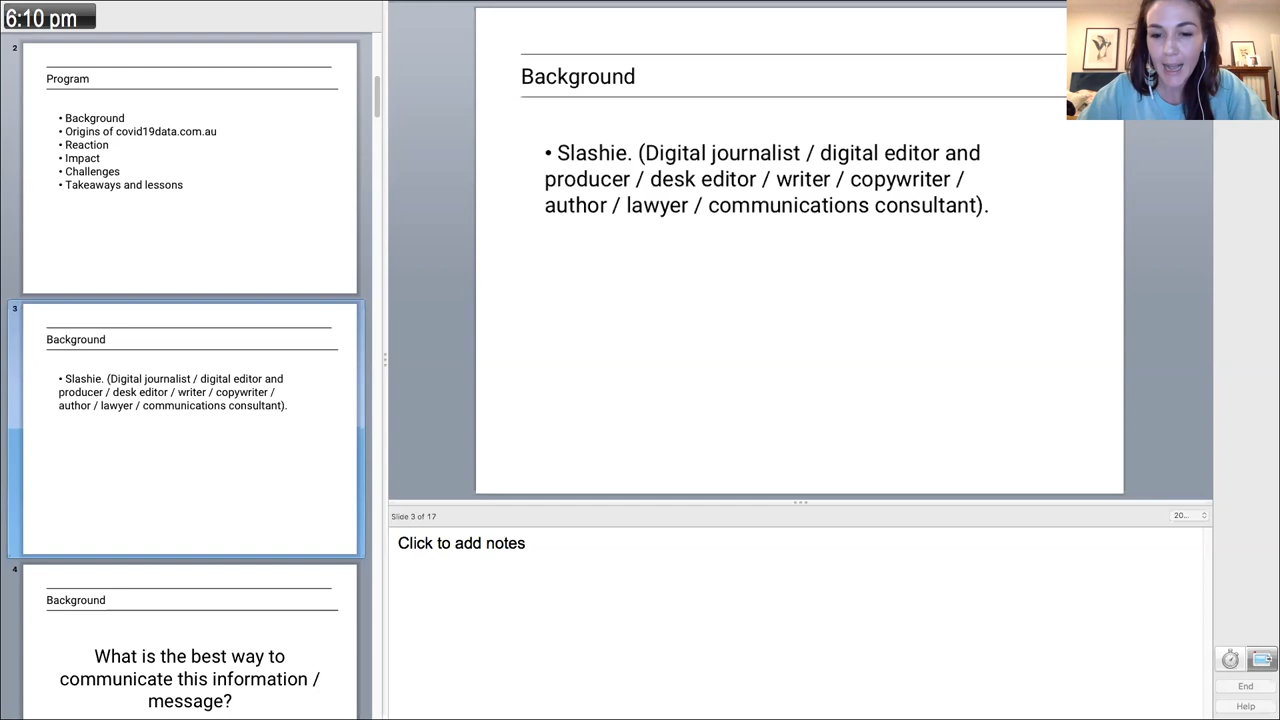 6:10 pm
2
Program
• Background
• Origins of covid19data.com.au
• Reaction
• Impact
• Challenges
• Takeaways and lessons
3
Background
• Slashie. (Digital journalist / digital editor and
producer / desk editor / writer / copywriter /
author / lawyer / communications consultant).
4
Background
What is the best way to
communicate this information /
message?
Background
• Slashie. (Digital journalist / digital editor and
producer / desk editor / writer / copywriter /
author / lawyer / communications consultant).
Slide 3 of 17
20...
Click to add notes
End
Help